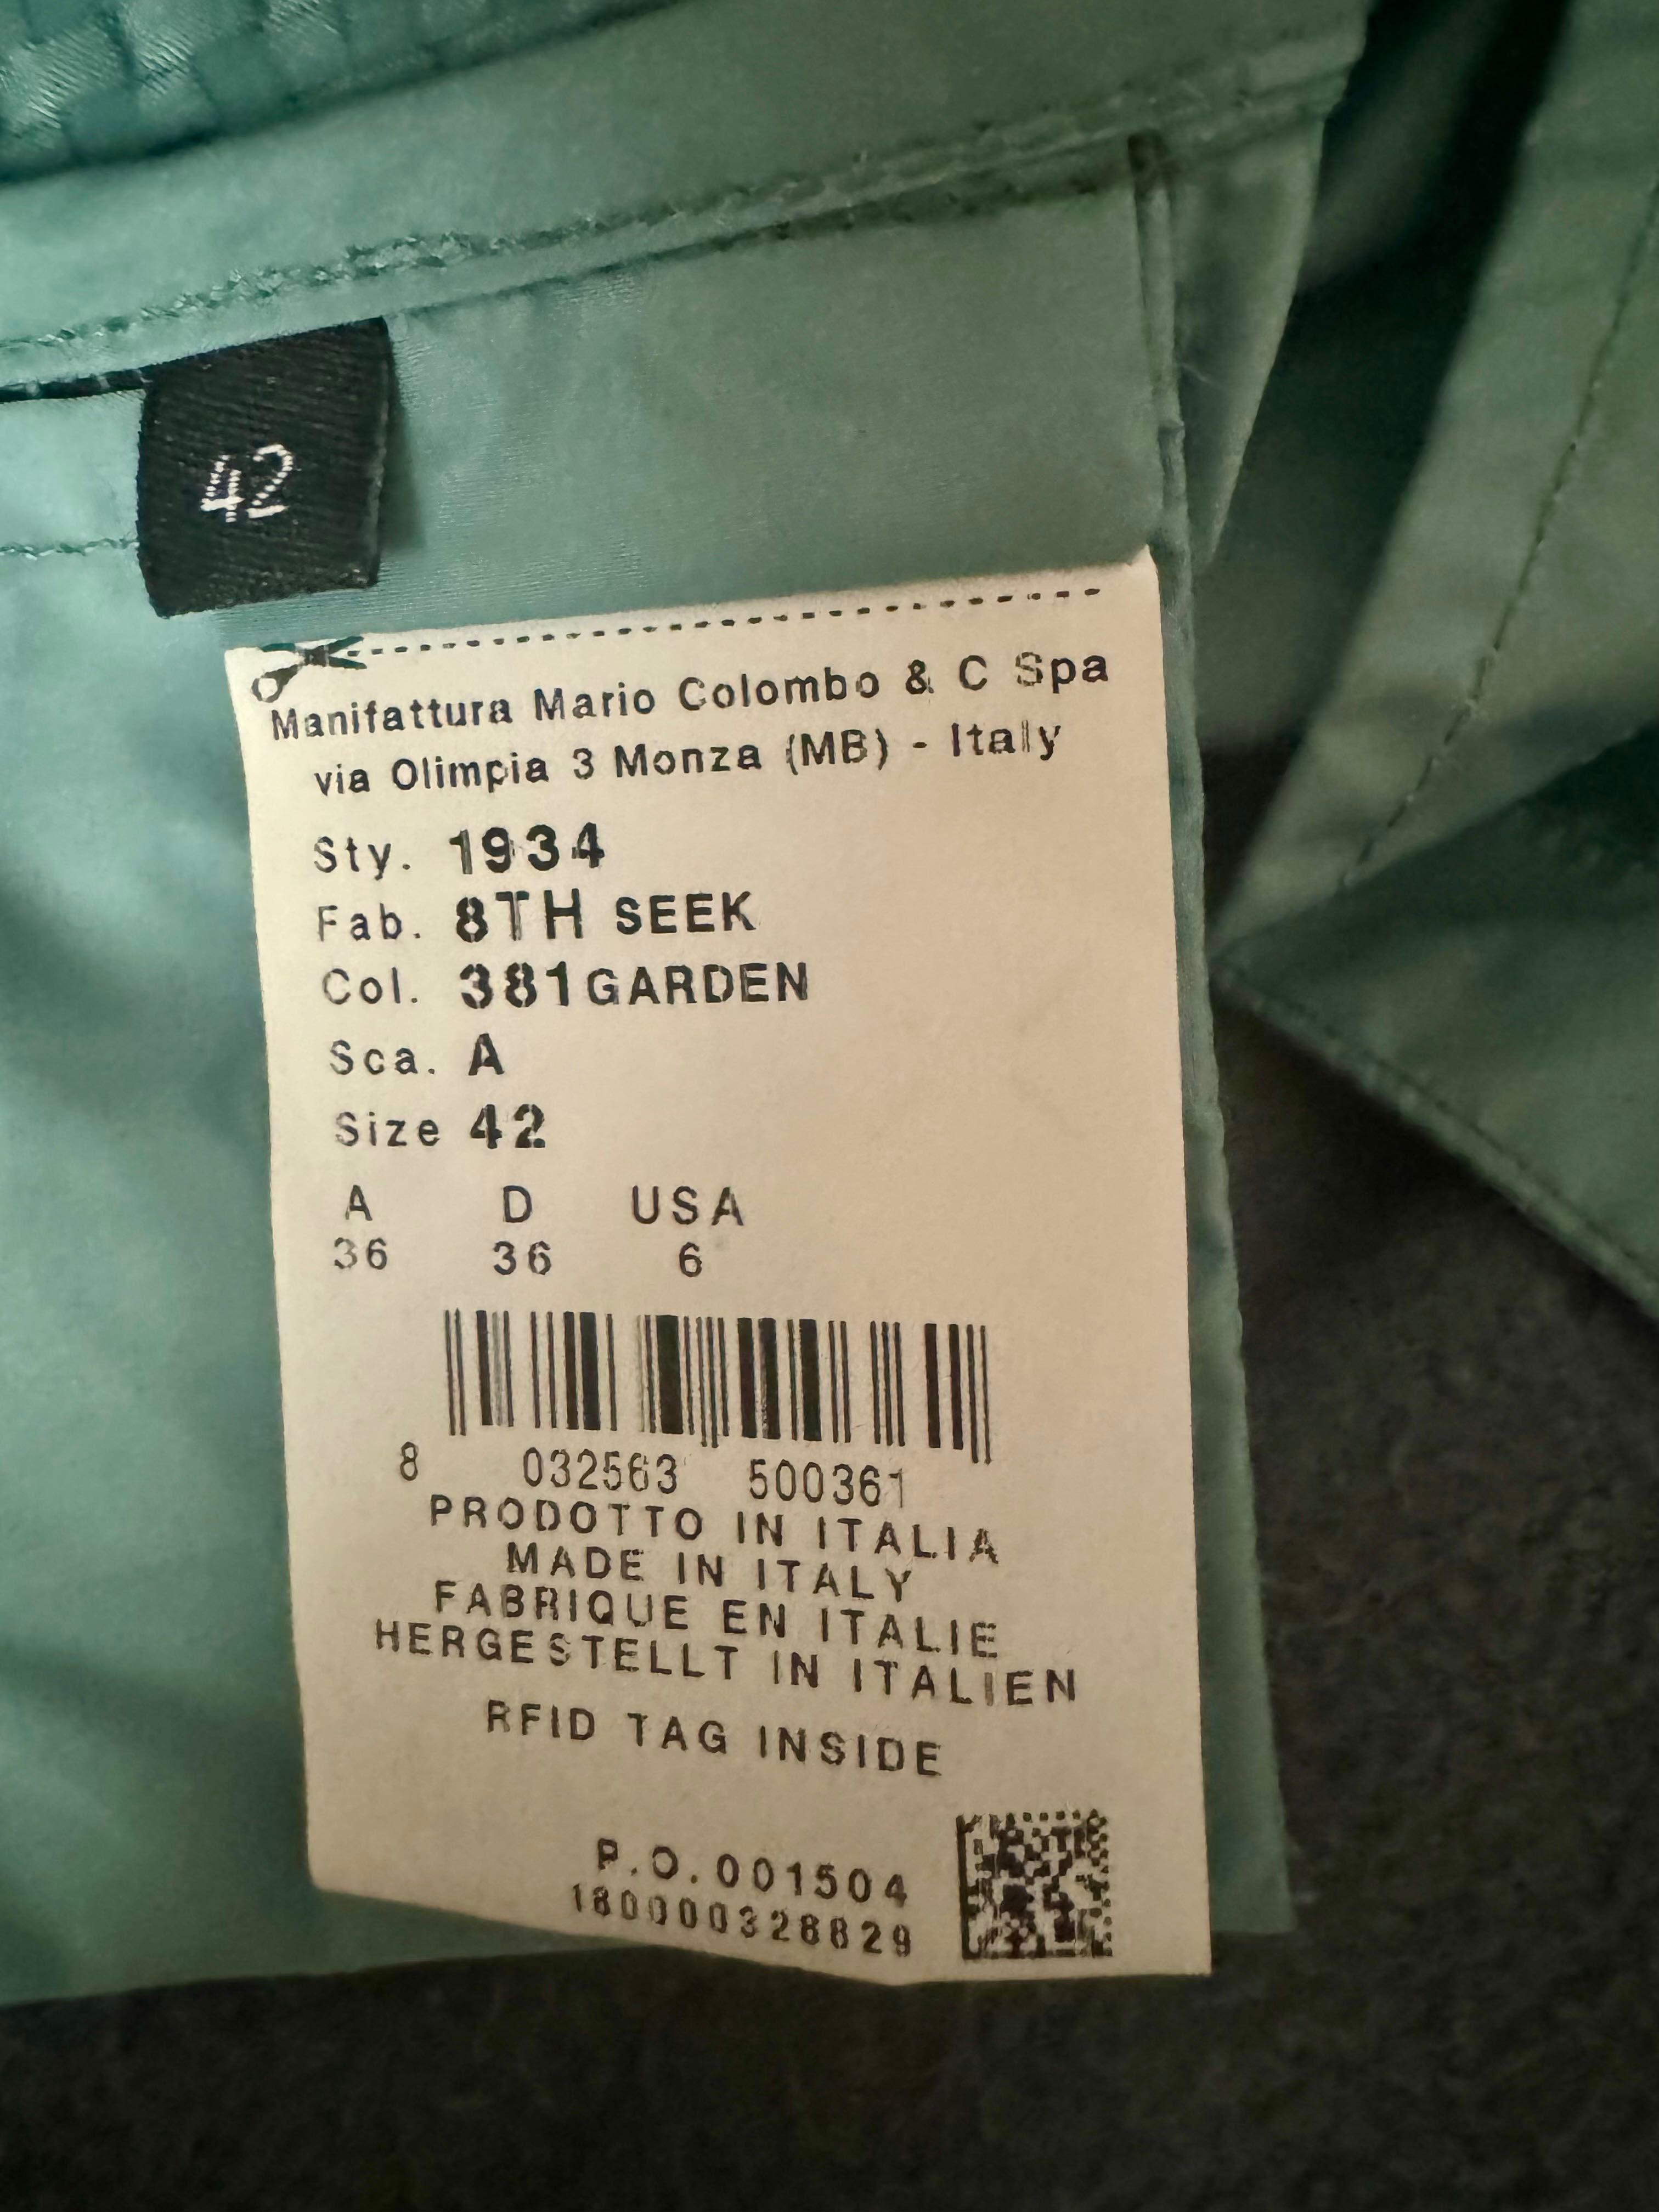 42
Manifattura Mario Colombo & C Spa
via Olimpia 3 Monza (MB) - Italy
Sty. 1934
Fab. 8TH SEEK
Col. 381GARDEN
Sca. A
Size 42
A D USA
36 36 6
8 032563 500361
PRODOTTO IN ITALIA
MADE IN ITALY
FABRIQUE EN ITALIE
HERGESTELLT IN ITALIEN
RFID TAG INSIDE
P.O.001504
180000328829